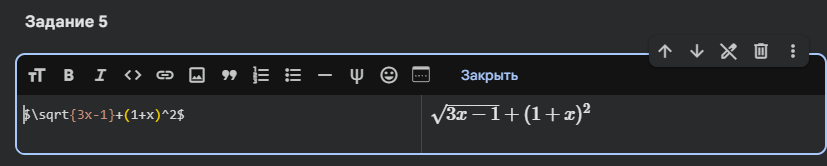 Задание 5
Закрыть
$\sqrt{3x-1}+(1+x)^2$
√3x − 1 + (1 + x)²